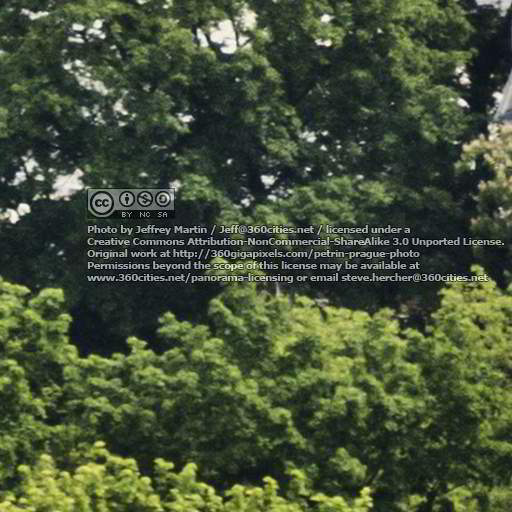 cc BY NC SA
Photo by Jeffrey Martin / Jeff@360cities.net / licensed under a
Creative Commons Attribution-NonCommercial-ShareAlike 3.0 Unported License.
Original work at http://360gigapixels.com/petrin-prague-photo
Permissions beyond the scope of this license may be available at
www.360cities.net/panorama-licensing or email steve.hercher@360cities.net